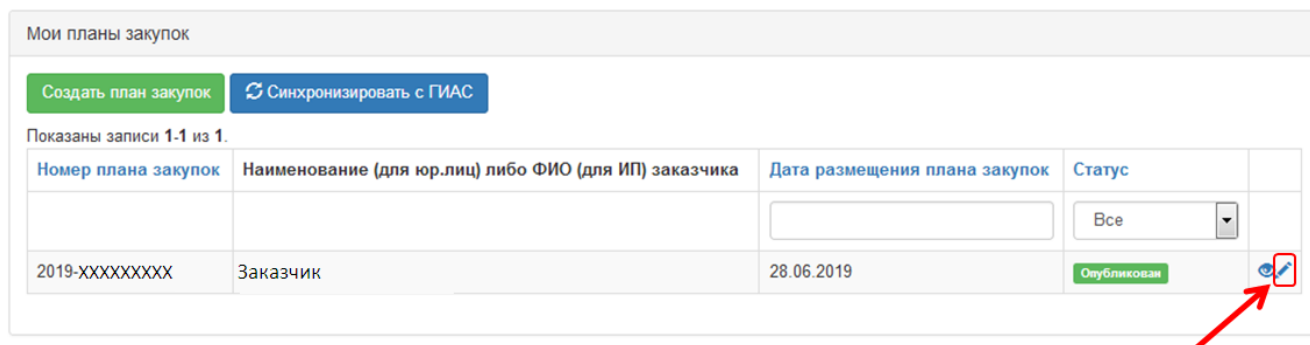 Мои планы закупок
Создать план закупок Синхронизировать с ГИАС
Показаны записи 1-1 из 1.
Номер плана закупок Наименование (для юр.лиц) либо ФИО (для ИП) заказчика Дата размещения плана закупок Статус
Все
2019-XXXXXXXXX Заказчик 28.06.2019 Опубликован